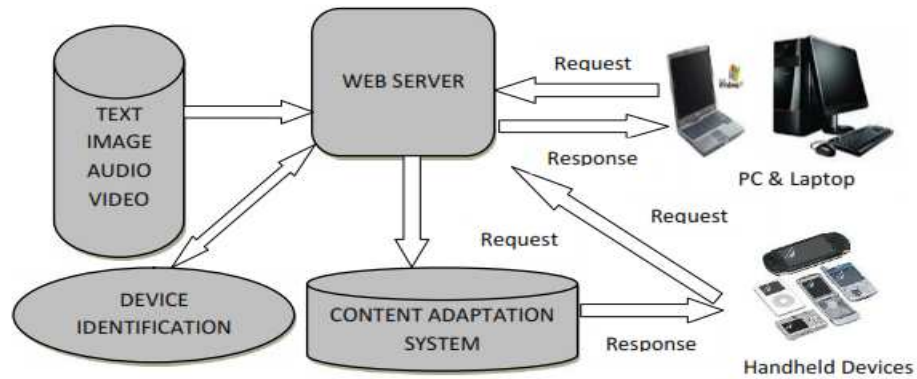 TEXT
IMAGE
AUDIO
VIDEO
WEB SERVER
Request
Response
PC & Laptop
Request
Request
DEVICE
IDENTIFICATION
CONTENT ADAPTATION
SYSTEM
Response
Handheld Devices